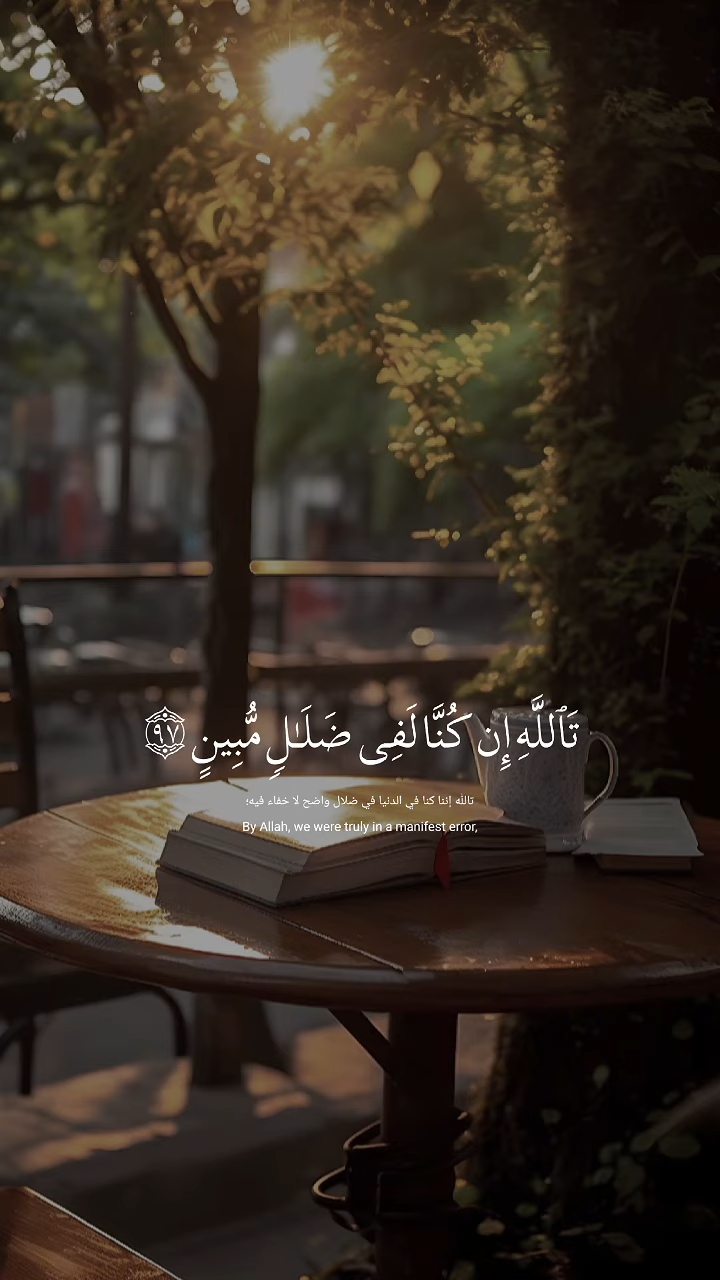 تَٱللَّهِ إِن كُنَّا لَفِى ضَلَـٰلٍ مُّبِينٍ ٩٧
تالله إننا كنا في الدنيا في ضلال واضح لا خفاء فيه؛
By Allah, we were truly in a manifest error,